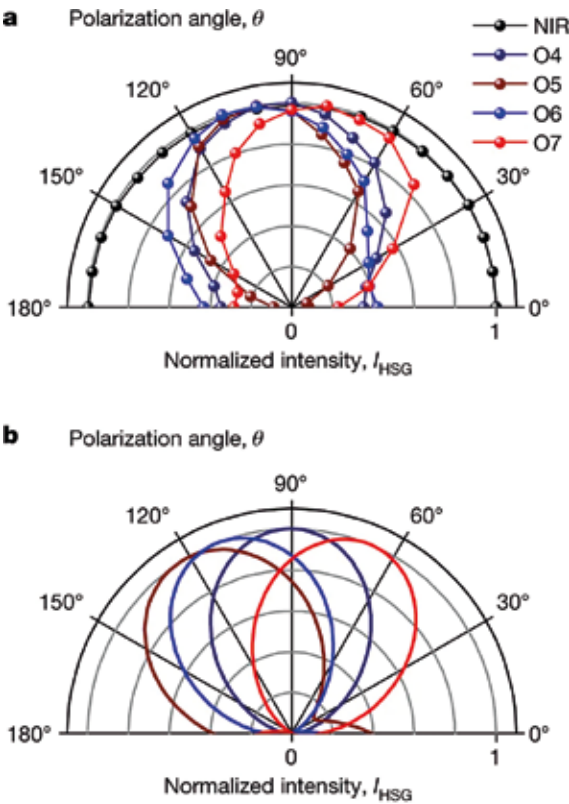 a Polarization angle, θ
NIR
O4
O5
O6
O7
90°
120° 60°
150° 30°
180° 0°
0 1
Normalized intensity, I_HSG
b Polarization angle, θ
90°
120° 60°
150° 30°
180° 0°
0 1
Normalized intensity, I_HSG